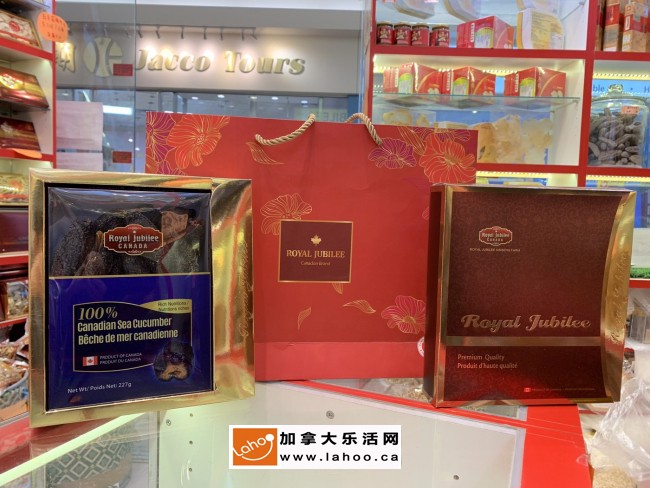 Jacco Tours
Royal Jubilee
CANADA
100%
Canadian Sea Cucumber
Bêche de mer canadienne
Rich Nutritions
PRODUCT OF CANADA
PRODUIT DU CANADA
Net Wt/ Poids Net: 227g
ROYAL JUBILEE
Canadian Brand
Royal Jubilee
CANADA
Royal Jubilee
Premium Quality
Produit d'haute qualité
Lahoo
加拿大乐活网
www.lahoo.ca